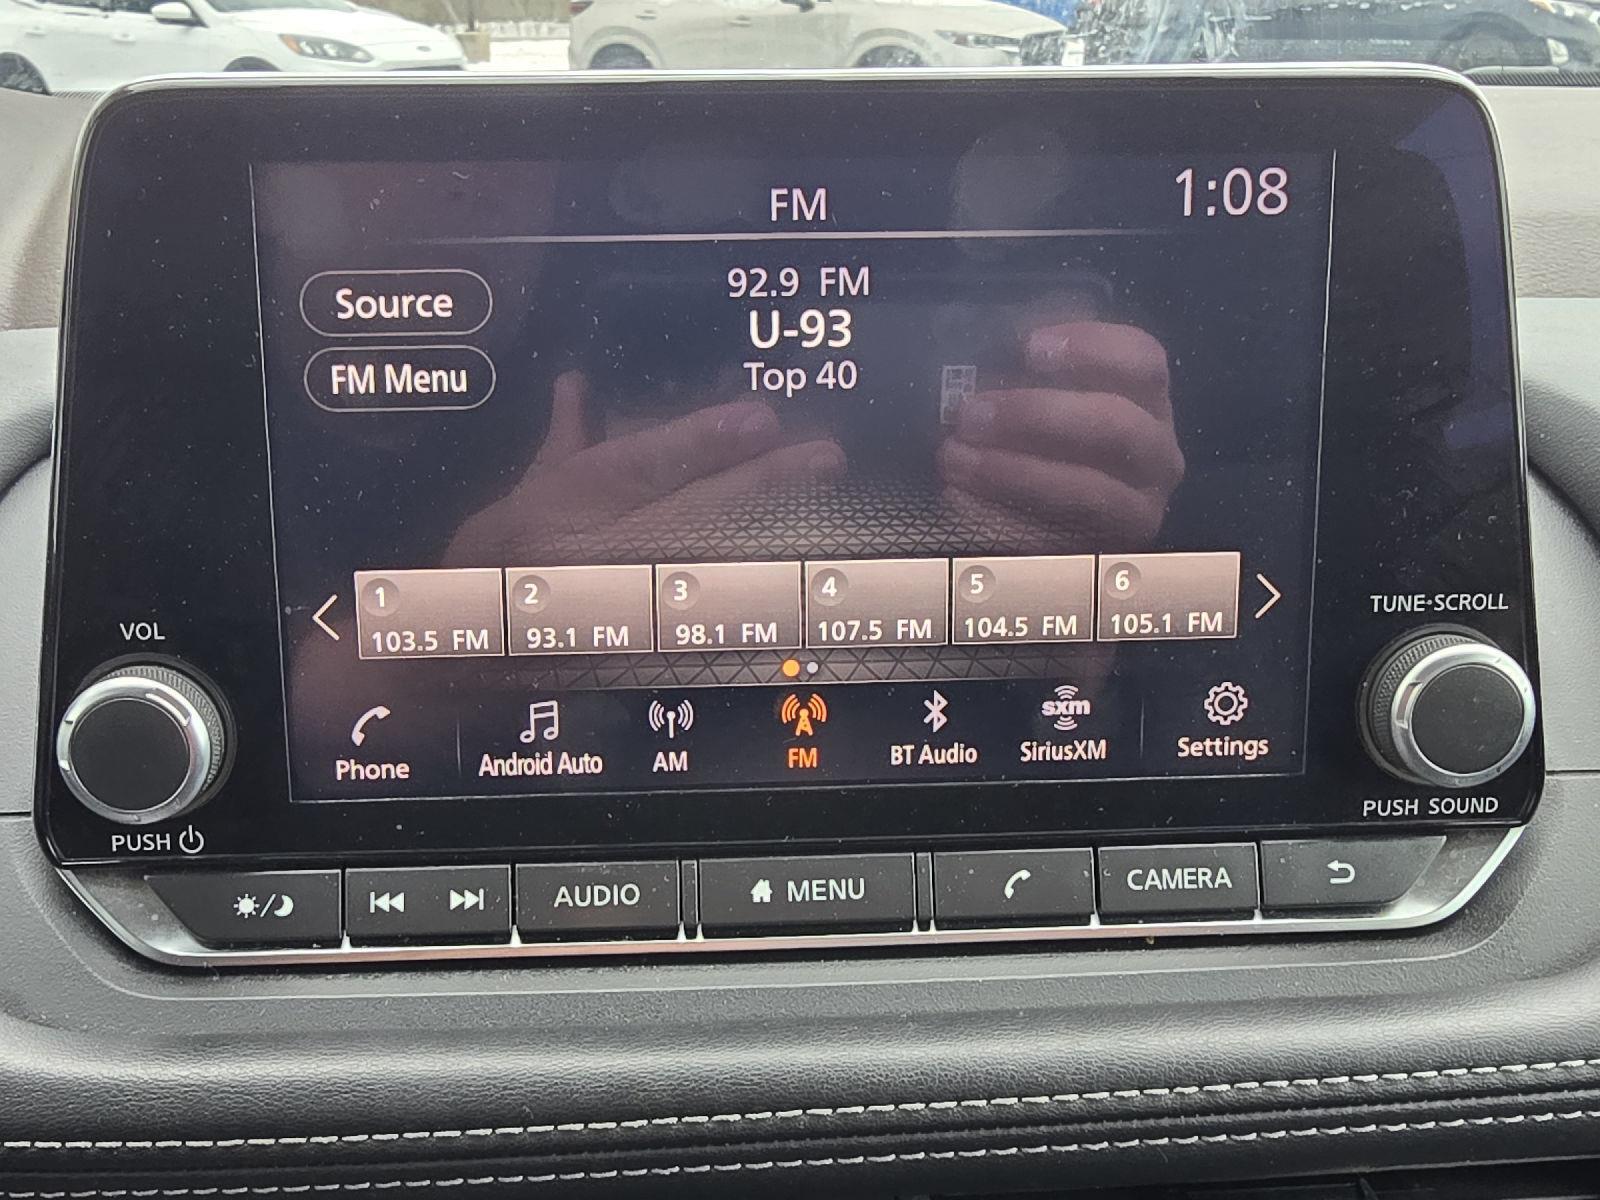 FM
1:08
Source
92.9 FM
U-93
FM Menu
Top 40
1
2
3
4
5
6
103.5 FM
93.1 FM
98.1 FM
107.5 FM
104.5 FM
105.1 FM
VOL
TUNE·SCROLL
sxm
Phone
Android Auto
AM
FM
BT Audio
SiriusXM
Settings
PUSH
PUSH SOUND
AUDIO
MENU
CAMERA